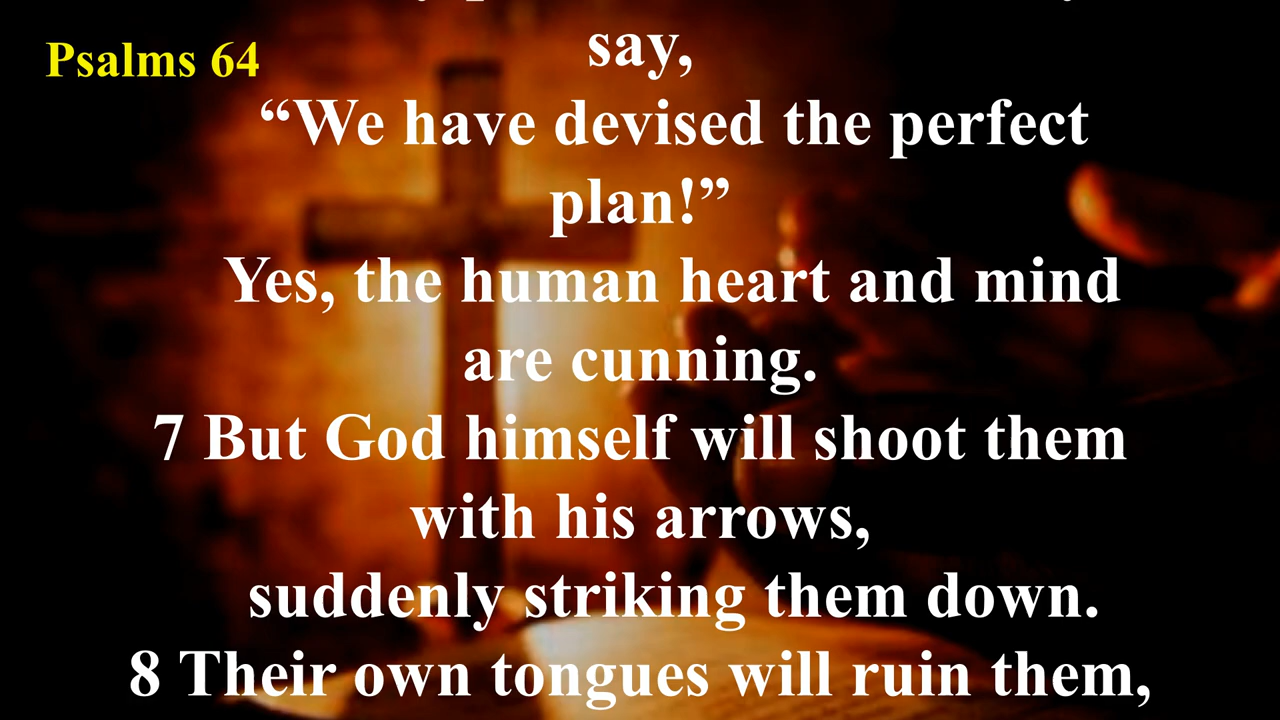 Psalms 64
say,
“We have devised the perfect
plan!”
Yes, the human heart and mind
are cunning.
7 But God himself will shoot them
with his arrows,
suddenly striking them down.
8 Their own tongues will ruin them,